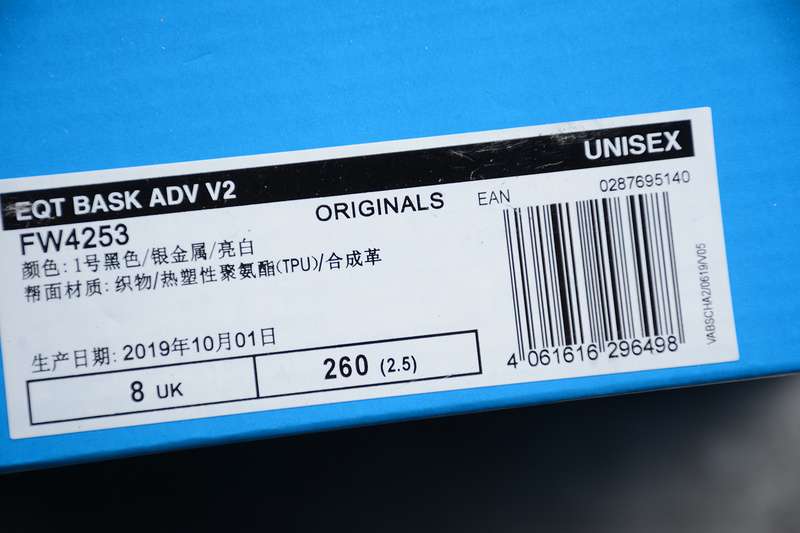 EQT BASK ADV V2
UNISEX
FW4253
ORIGINALS
EAN
0287695140
颜色: 1号黑色/银金属/亮白
帮面材质: 织物/热塑性聚氨酯(TPU)/合成革
生产日期: 2019年10月01日
8 UK
260 (2.5)
4 061616 296498
VABSCHA2/0619/V05